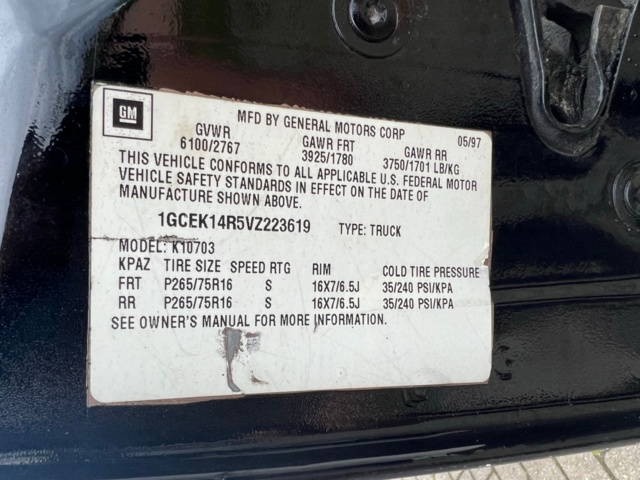 GM
MFD BY GENERAL MOTORS CORP 05/97
GVWR GAWR FRT GAWR RR
6100/2767 3925/1780 3750/1701 LB/KG
THIS VEHICLE CONFORMS TO ALL APPLICABLE U.S. FEDERAL MOTOR
VEHICLE SAFETY STANDARDS IN EFFECT ON THE DATE OF
MANUFACTURE SHOWN ABOVE.
1GCEK14R5VZ223619 TYPE: TRUCK
MODEL: K10703
KPAZ TIRE SIZE SPEED RTG RIM COLD TIRE PRESSURE
FRT P265/75R16 S 16X7/6.5J 35/240 PSI/KPA
RR P265/75R16 S 16X7/6.5J 35/240 PSI/KPA
SEE OWNER'S MANUAL FOR MORE INFORMATION.